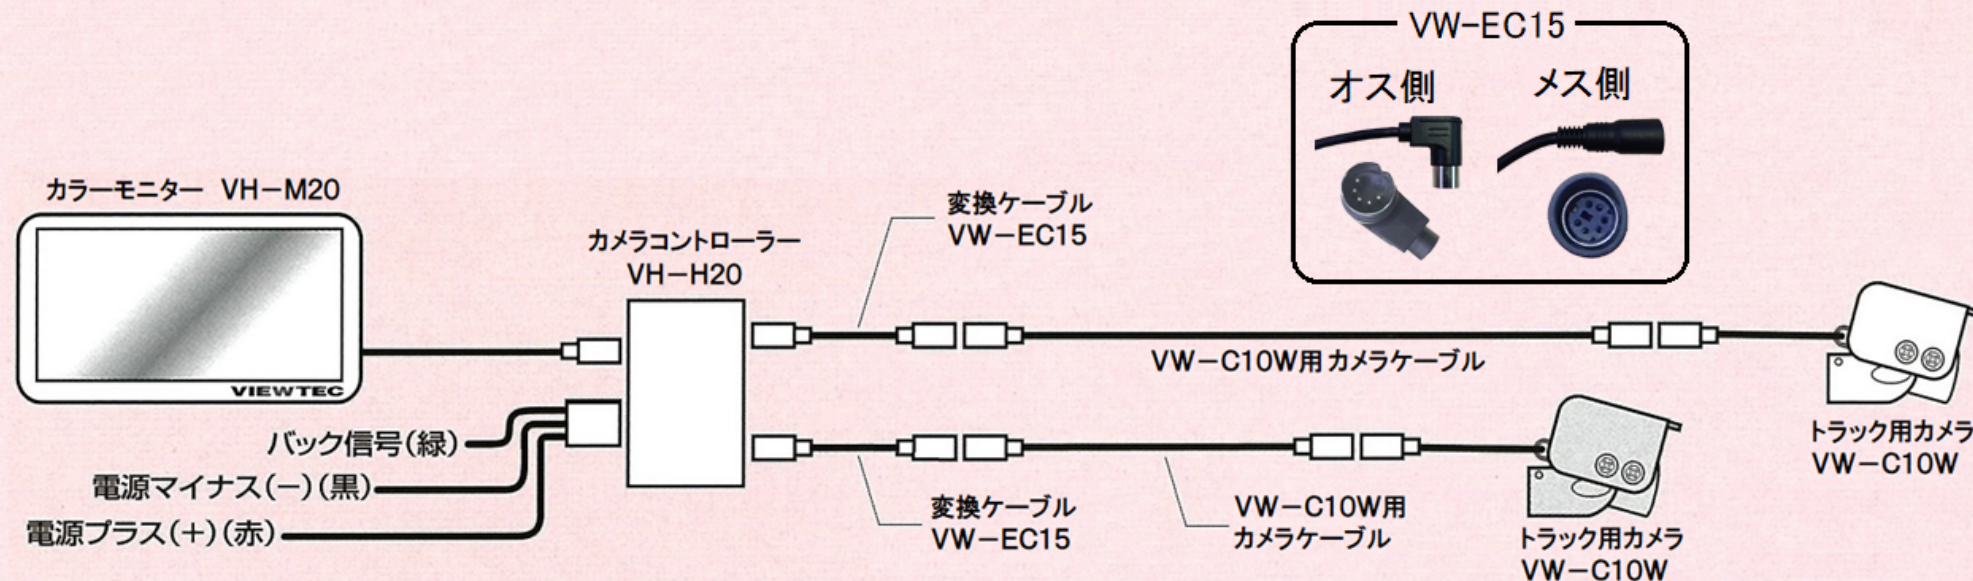 VW-EC15
オス側
メス側
カラーモニター VH-M20
VIEWTEC
カメラコントローラー
VH-H20
変換ケーブル
VW-EC15
VW-C10W用カメラケーブル
トラック用カメラ
VW-C10W
バック信号(緑)
電源マイナス(-)(黒)
電源プラス(+)(赤)
変換ケーブル
VW-EC15
VW-C10W用
カメラケーブル
トラック用カメラ
VW-C10W